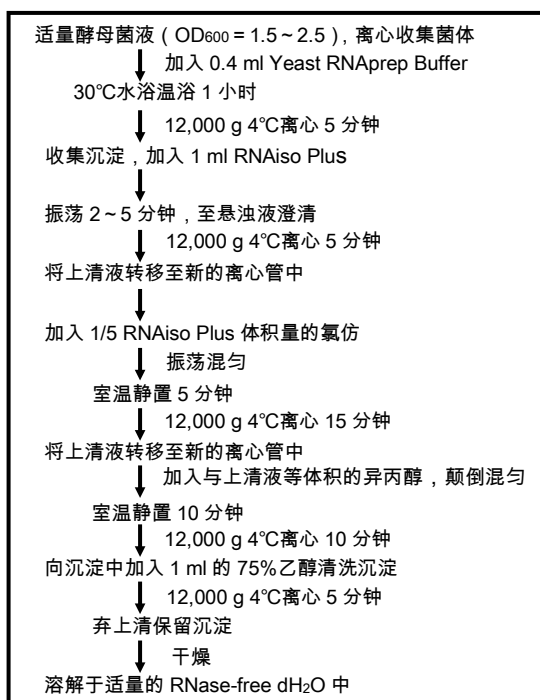 适量酵母菌液（OD600 = 1.5～2.5），离心收集菌体
加入 0.4 ml Yeast RNAprep Buffer
30℃水浴温浴 1 小时
12,000 g 4℃离心 5 分钟
收集沉淀，加入 1 ml RNAiso Plus
振荡 2～5 分钟，至悬浊液澄清
12,000 g 4℃离心 5 分钟
将上清液转移至新的离心管中
加入 1/5 RNAiso Plus 体积量的氯仿
振荡混匀
室温静置 5 分钟
12,000 g 4℃离心 15 分钟
将上清液转移至新的离心管中
加入与上清液等体积的异丙醇，颠倒混匀
室温静置 10 分钟
12,000 g 4℃离心 10 分钟
向沉淀中加入 1 ml 的 75%乙醇清洗沉淀
12,000 g 4℃离心 5 分钟
弃上清保留沉淀
干燥
溶解于适量的 RNase-free dH2O 中